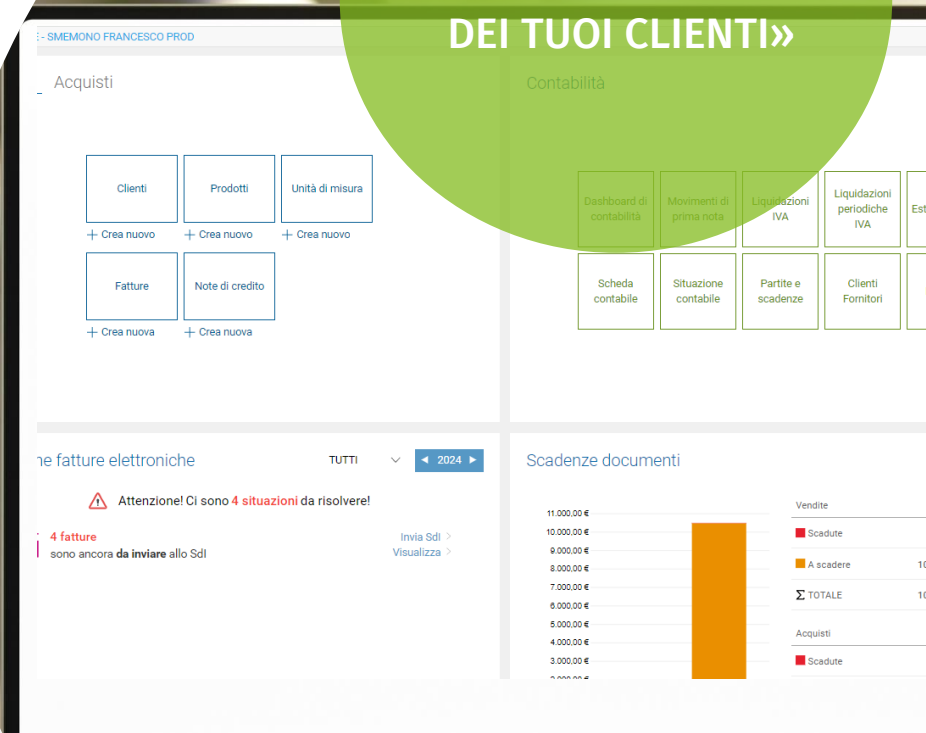 DEI TUOI CLIENTI»
- SMEMONO FRANCESCO PROD
Acquisti
Clienti
Prodotti
Unità di misura
+ Crea nuovo
+ Crea nuovo
+ Crea nuovo
Fatture
Note di credito
+ Crea nuova
+ Crea nuova
Contabilità
Dashboard di
contabilità
Movimenti di
prima nota
Liquidazioni
IVA
Liquidazioni
periodiche
IVA
Est
Scheda
contabile
Situazione
contabile
Partite e
scadenze
Clienti
Fornitori
ne fatture elettroniche
TUTTI
2024
Attenzione! Ci sono 4 situazioni da risolvere!
4 fatture
sono ancora da inviare allo SdI
Invia SdI >
Visualizza >
Scadenze documenti
11.000,00 €
10.000,00 €
9.000,00 €
8.000,00 €
7.000,00 €
6.000,00 €
5.000,00 €
4.000,00 €
3.000,00 €
Vendite
Scadute
A scadere 10
Σ TOTALE 10
Acquisti
Scadute